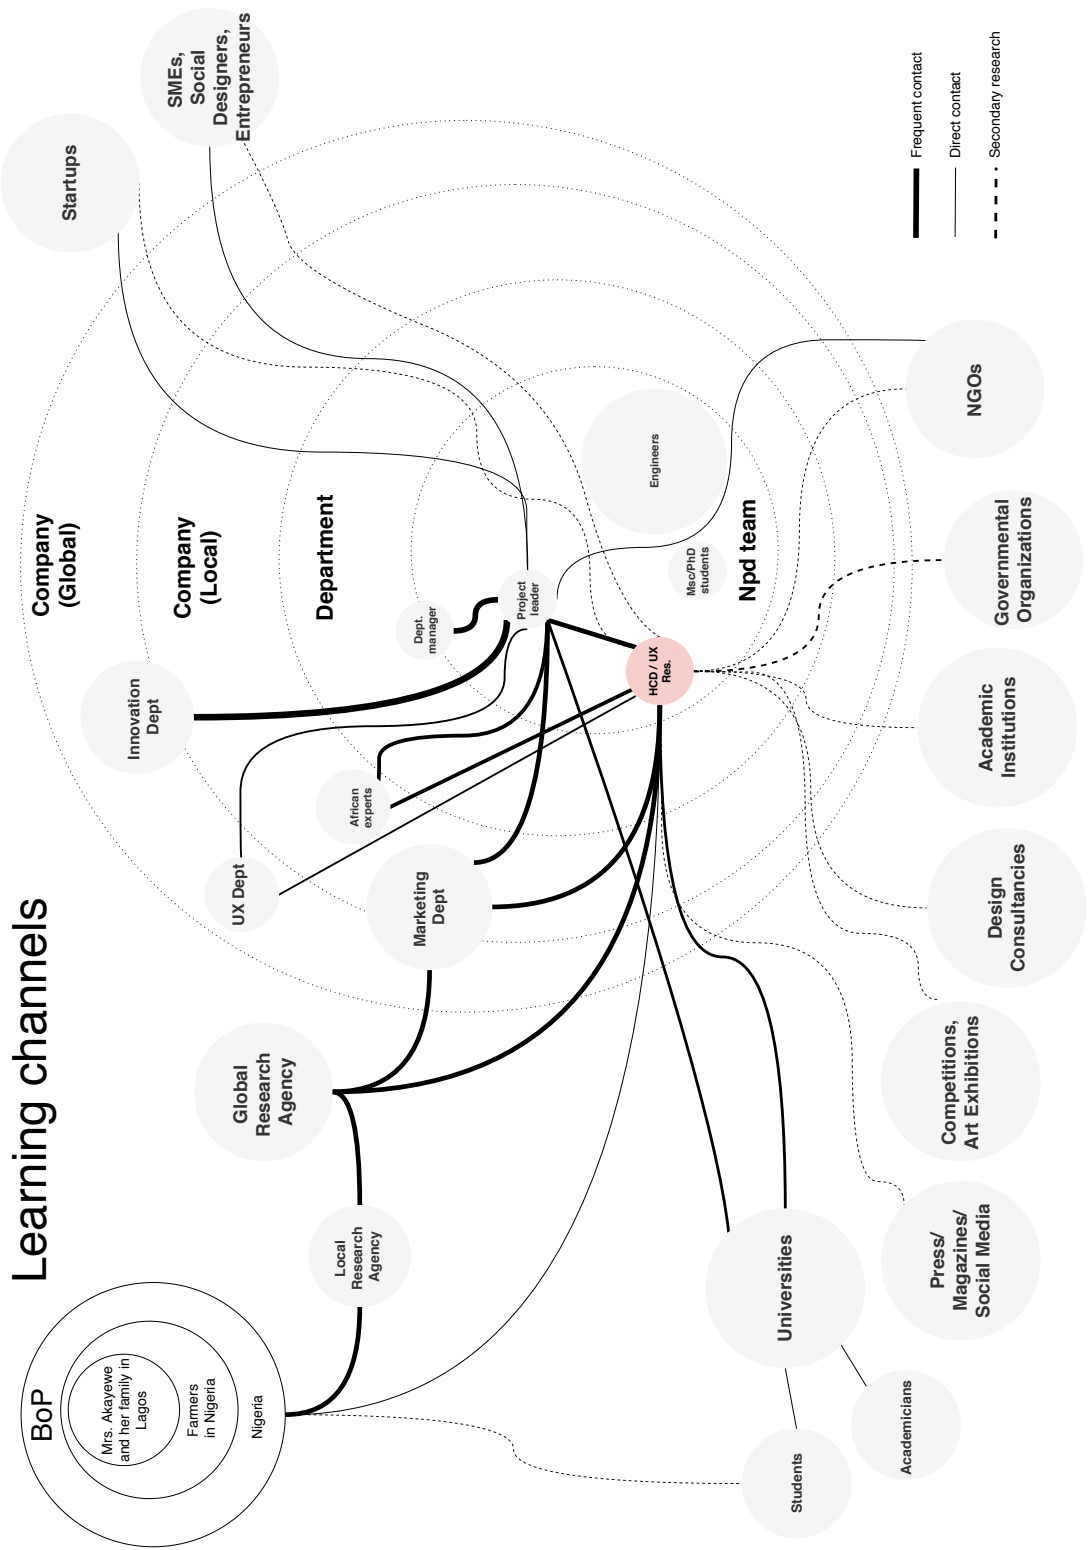 Learning channels
BoP
Mrs. Akayewe
and her family in
Lagos
Farmers
in Nigeria
Nigeria
Local
Research
Agency
Global
Research
Agency
UX Dept
Marketing
Dept
African
experts
Innovation
Dept
Dept.
manager
Project
leader
HCD / UX
Res.
Msc/PhD
students
Engineers
Company
(Global)
Company
(Local)
Department
Npd team
Startups
SMEs,
Social
Designers,
Entrepreneurs
Students
Academicians
Universities
Press/
Magazines/
Social Media
Competitions,
Art Exhibitions
Design
Consultancies
Academic
Institutions
Governmental
Organizations
NGOs
Frequent contact
Direct contact
Secondary research